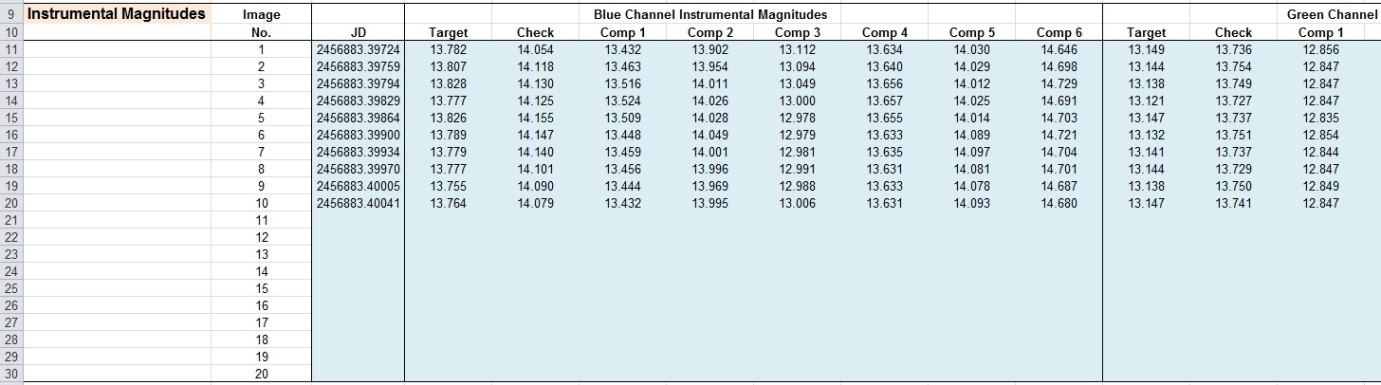 9 Instrumental Magnitudes Image Blue Channel Instrumental Magnitudes Green Channel
10 No. JD Target Check Comp 1 Comp 2 Comp 3 Comp 4 Comp 5 Comp 6 Target Check Comp 1
11 1 2456883.39724 13.782 14.054 13.432 13.902 13.112 13.634 14.030 14.646 13.149 13.736 12.856
12 2 2456883.39759 13.807 14.118 13.463 13.954 13.094 13.640 14.029 14.698 13.144 13.754 12.847
13 3 2456883.39794 13.828 14.130 13.516 14.011 13.049 13.656 14.012 14.729 13.138 13.749 12.847
14 4 2456883.39829 13.777 14.125 13.524 14.026 13.000 13.657 14.025 14.691 13.121 13.727 12.847
15 5 2456883.39864 13.826 14.155 13.509 14.028 12.978 13.655 14.014 14.703 13.147 13.737 12.835
16 6 2456883.39900 13.789 14.147 13.448 14.049 12.979 13.633 14.089 14.721 13.132 13.751 12.854
17 7 2456883.39934 13.779 14.140 13.459 14.001 12.981 13.635 14.097 14.704 13.141 13.737 12.844
18 8 2456883.39970 13.777 14.101 13.456 13.996 12.991 13.631 14.081 14.701 13.144 13.729 12.847
19 9 2456883.40005 13.755 14.090 13.444 13.969 12.988 13.633 14.078 14.687 13.138 13.750 12.849
20 10 2456883.40041 13.764 14.079 13.432 13.995 13.006 13.631 14.093 14.680 13.147 13.741 12.847
21 11
22 12
23 13
24 14
25 15
26 16
27 17
28 18
29 19
30 20